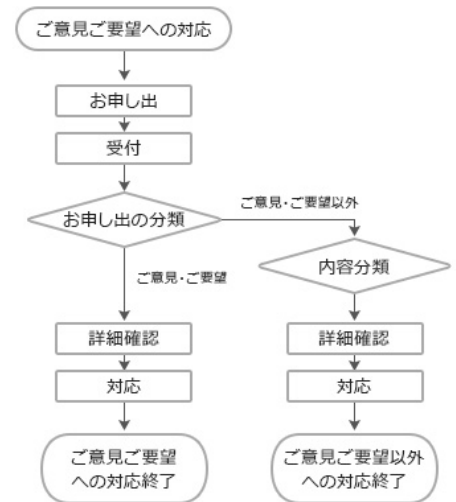 ご意見ご要望への対応
お申し出
受付
お申し出の分類
ご意見・ご要望以外
内容分類
ご意見・ご要望
詳細確認
対応
ご意見ご要望
への対応終了
詳細確認
対応
ご意見ご要望以外
への対応終了